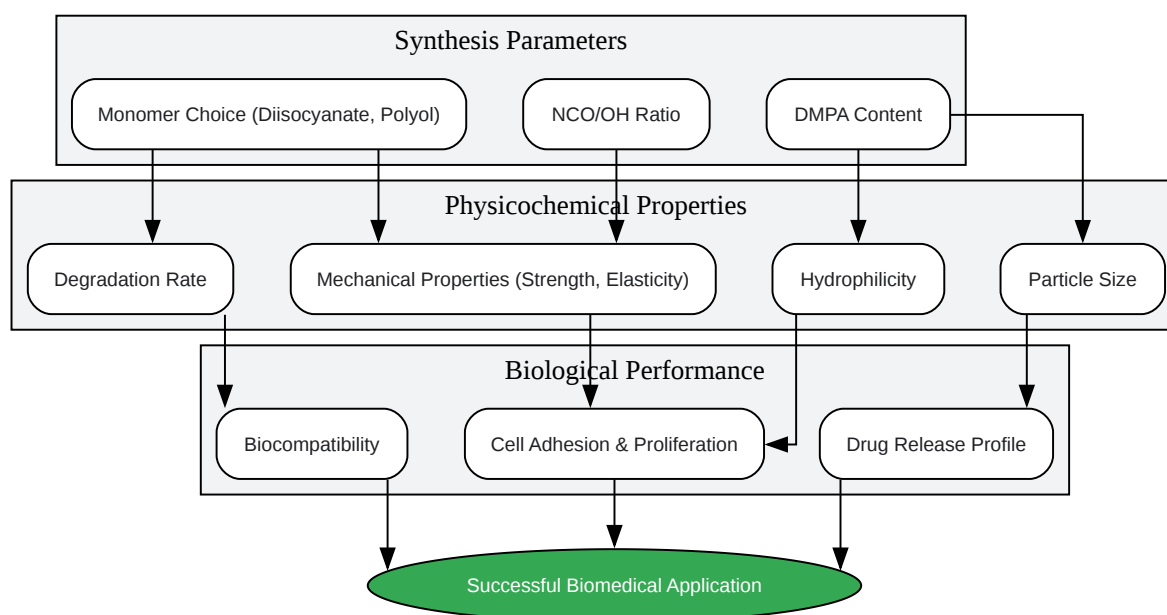 Synthesis Parameters
Monomer Choice (Diisocyanate, Polyol)
NCO/OH Ratio
DMPA Content
Physicochemical Properties
Degradation Rate
Mechanical Properties (Strength, Elasticity)
Hydrophilicity
Particle Size
Biological Performance
Biocompatibility
Cell Adhesion & Proliferation
Drug Release Profile
Successful Biomedical Application